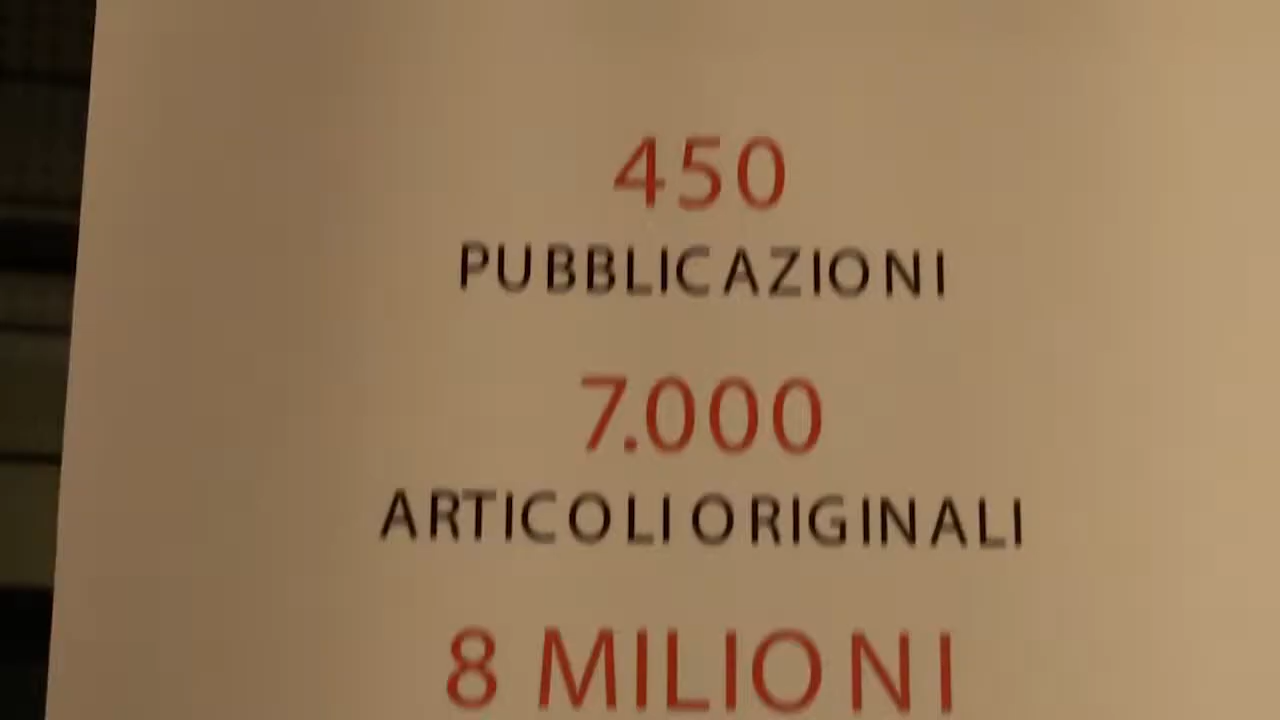 450
PUBBLICAZIONI
7.000
ARTICOLI ORIGINALI
8 MILIONI